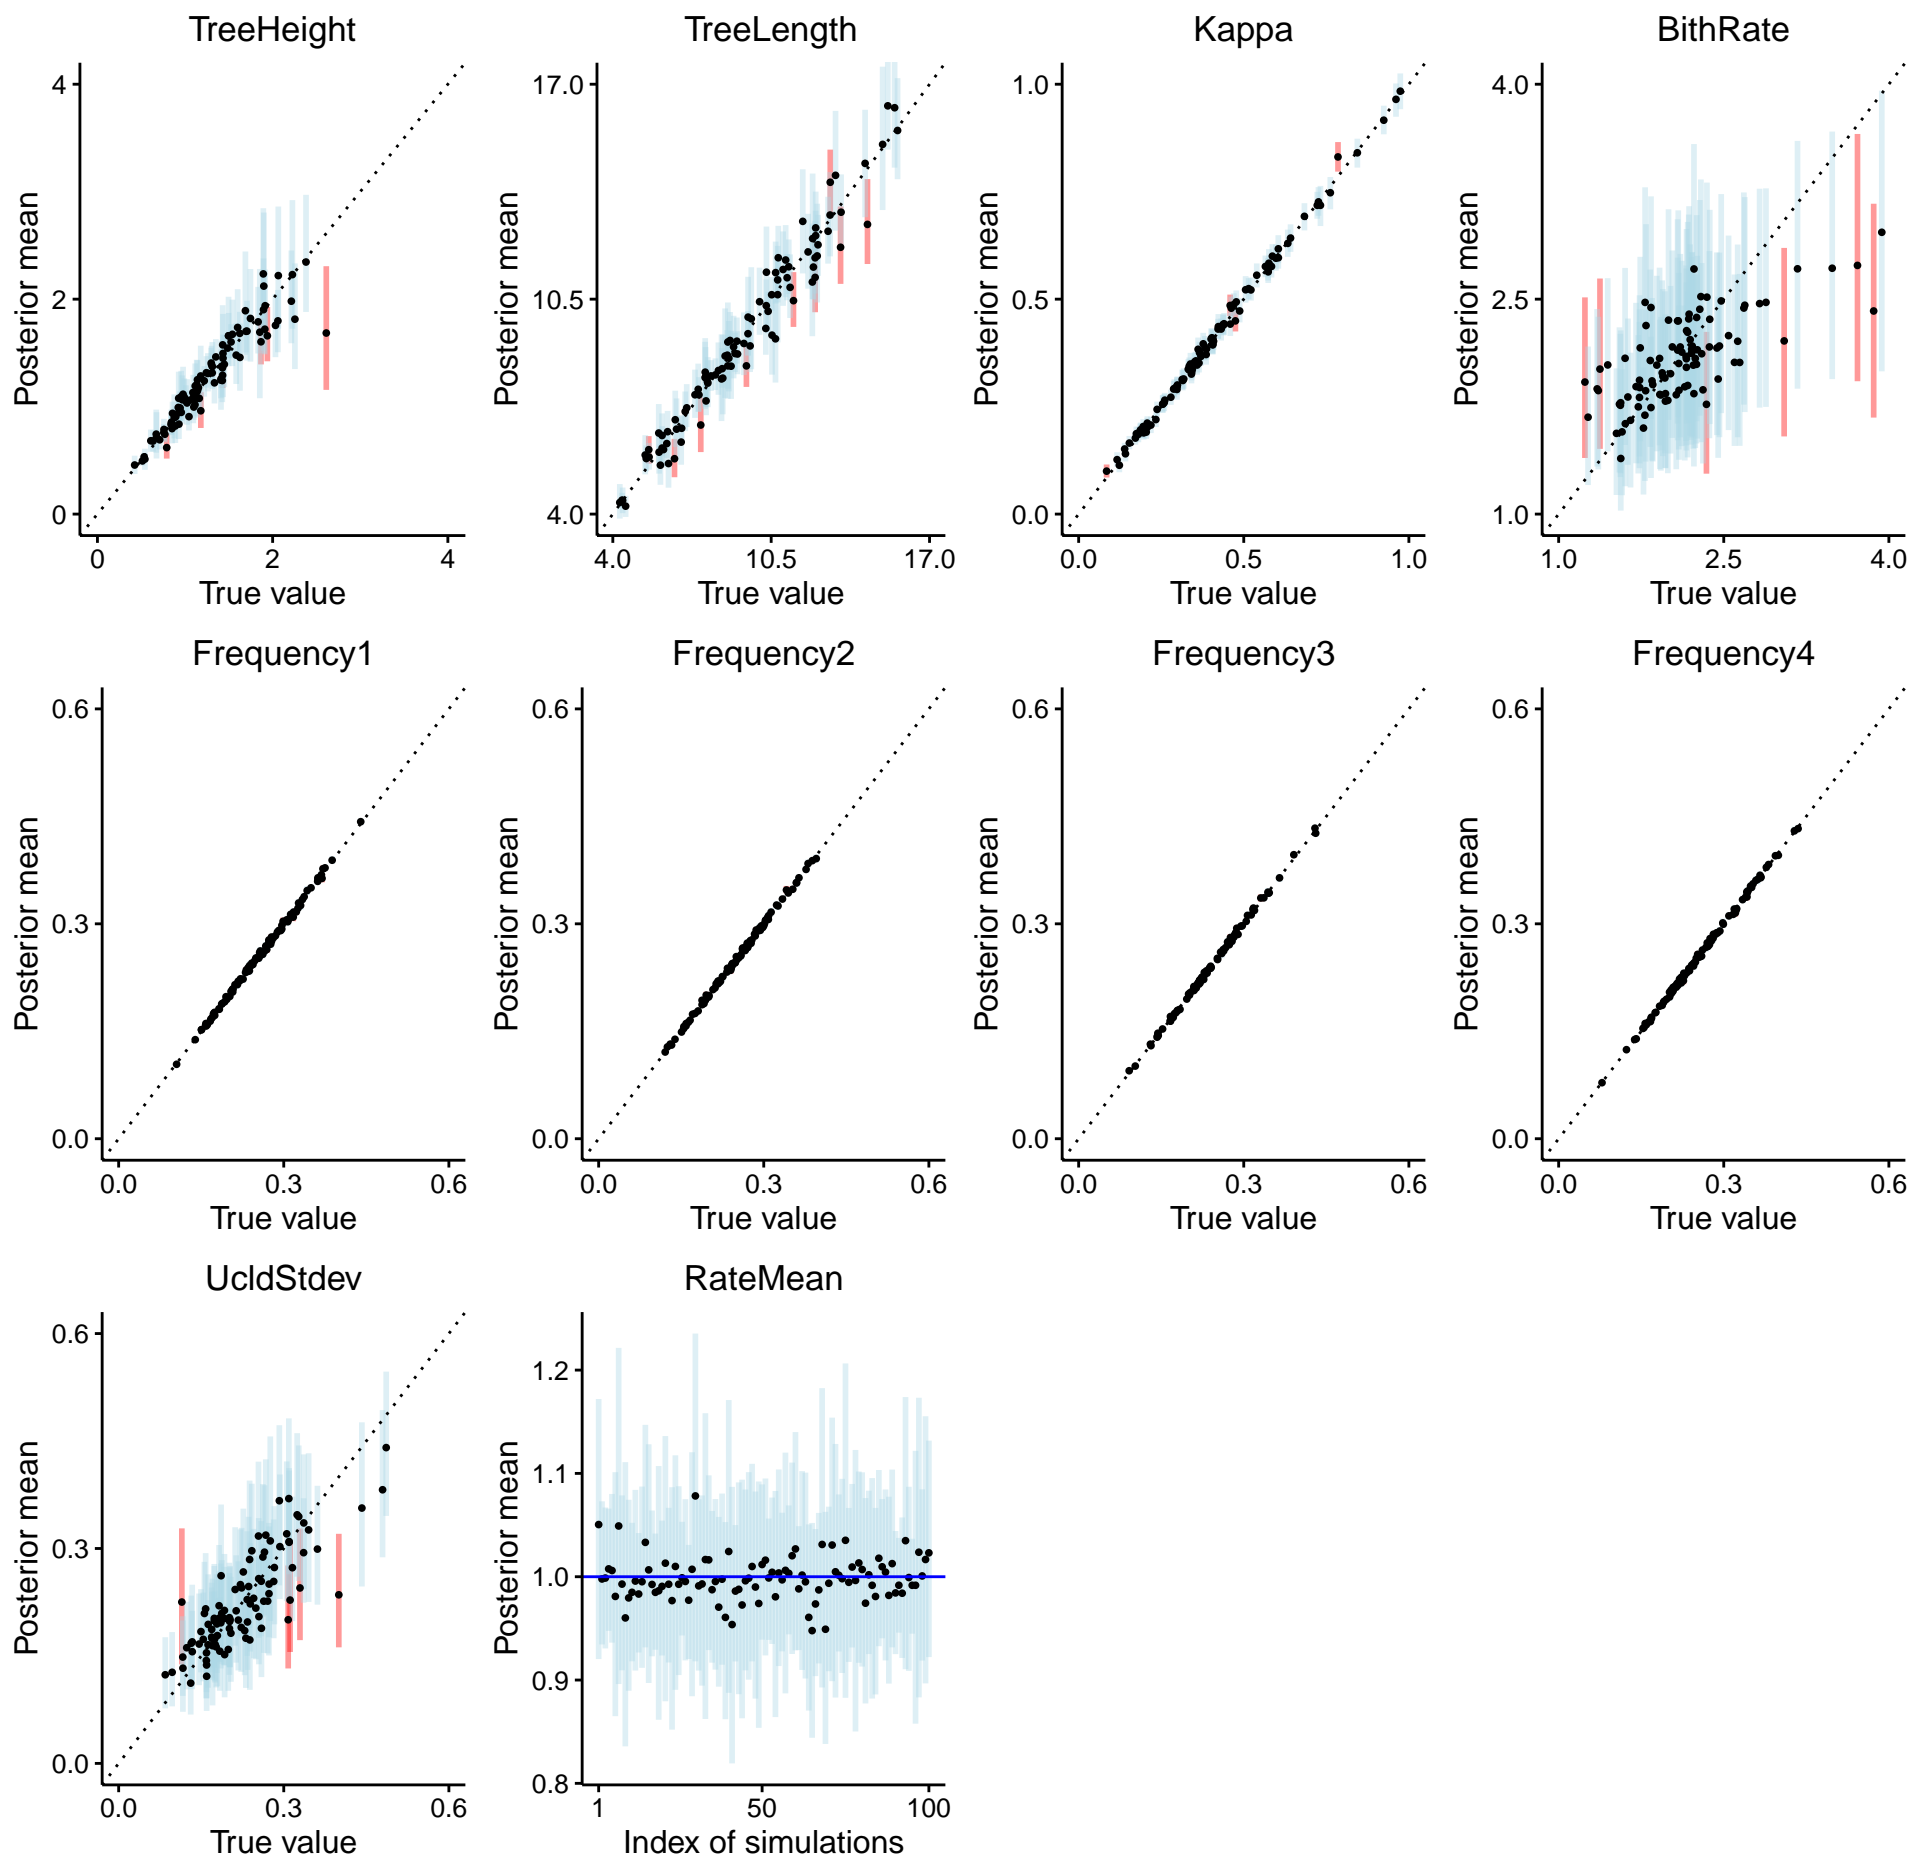 TreeHeight
TreeLength
Kappa
BithRate
Posterior mean
4
2
0
0 2 4
True value
Posterior mean
17.0
10.5
4.0
4.0 10.5 17.0
True value
Posterior mean
1.0
0.5
0.0
0.0 0.5 1.0
True value
Posterior mean
4.0
2.5
1.0
1.0 2.5 4.0
True value
Frequency1
Frequency2
Frequency3
Frequency4
Posterior mean
0.6
0.3
0.0
0.0 0.3 0.6
True value
Posterior mean
0.6
0.3
0.0
0.0 0.3 0.6
True value
Posterior mean
0.6
0.3
0.0
0.0 0.3 0.6
True value
Posterior mean
0.6
0.3
0.0
0.0 0.3 0.6
True value
UcldStdev
RateMean
Posterior mean
0.6
0.3
0.0
0.0 0.3 0.6
True value
Posterior mean
1.2
1.1
1.0
0.9
0.8
1 50 100
Index of simulations